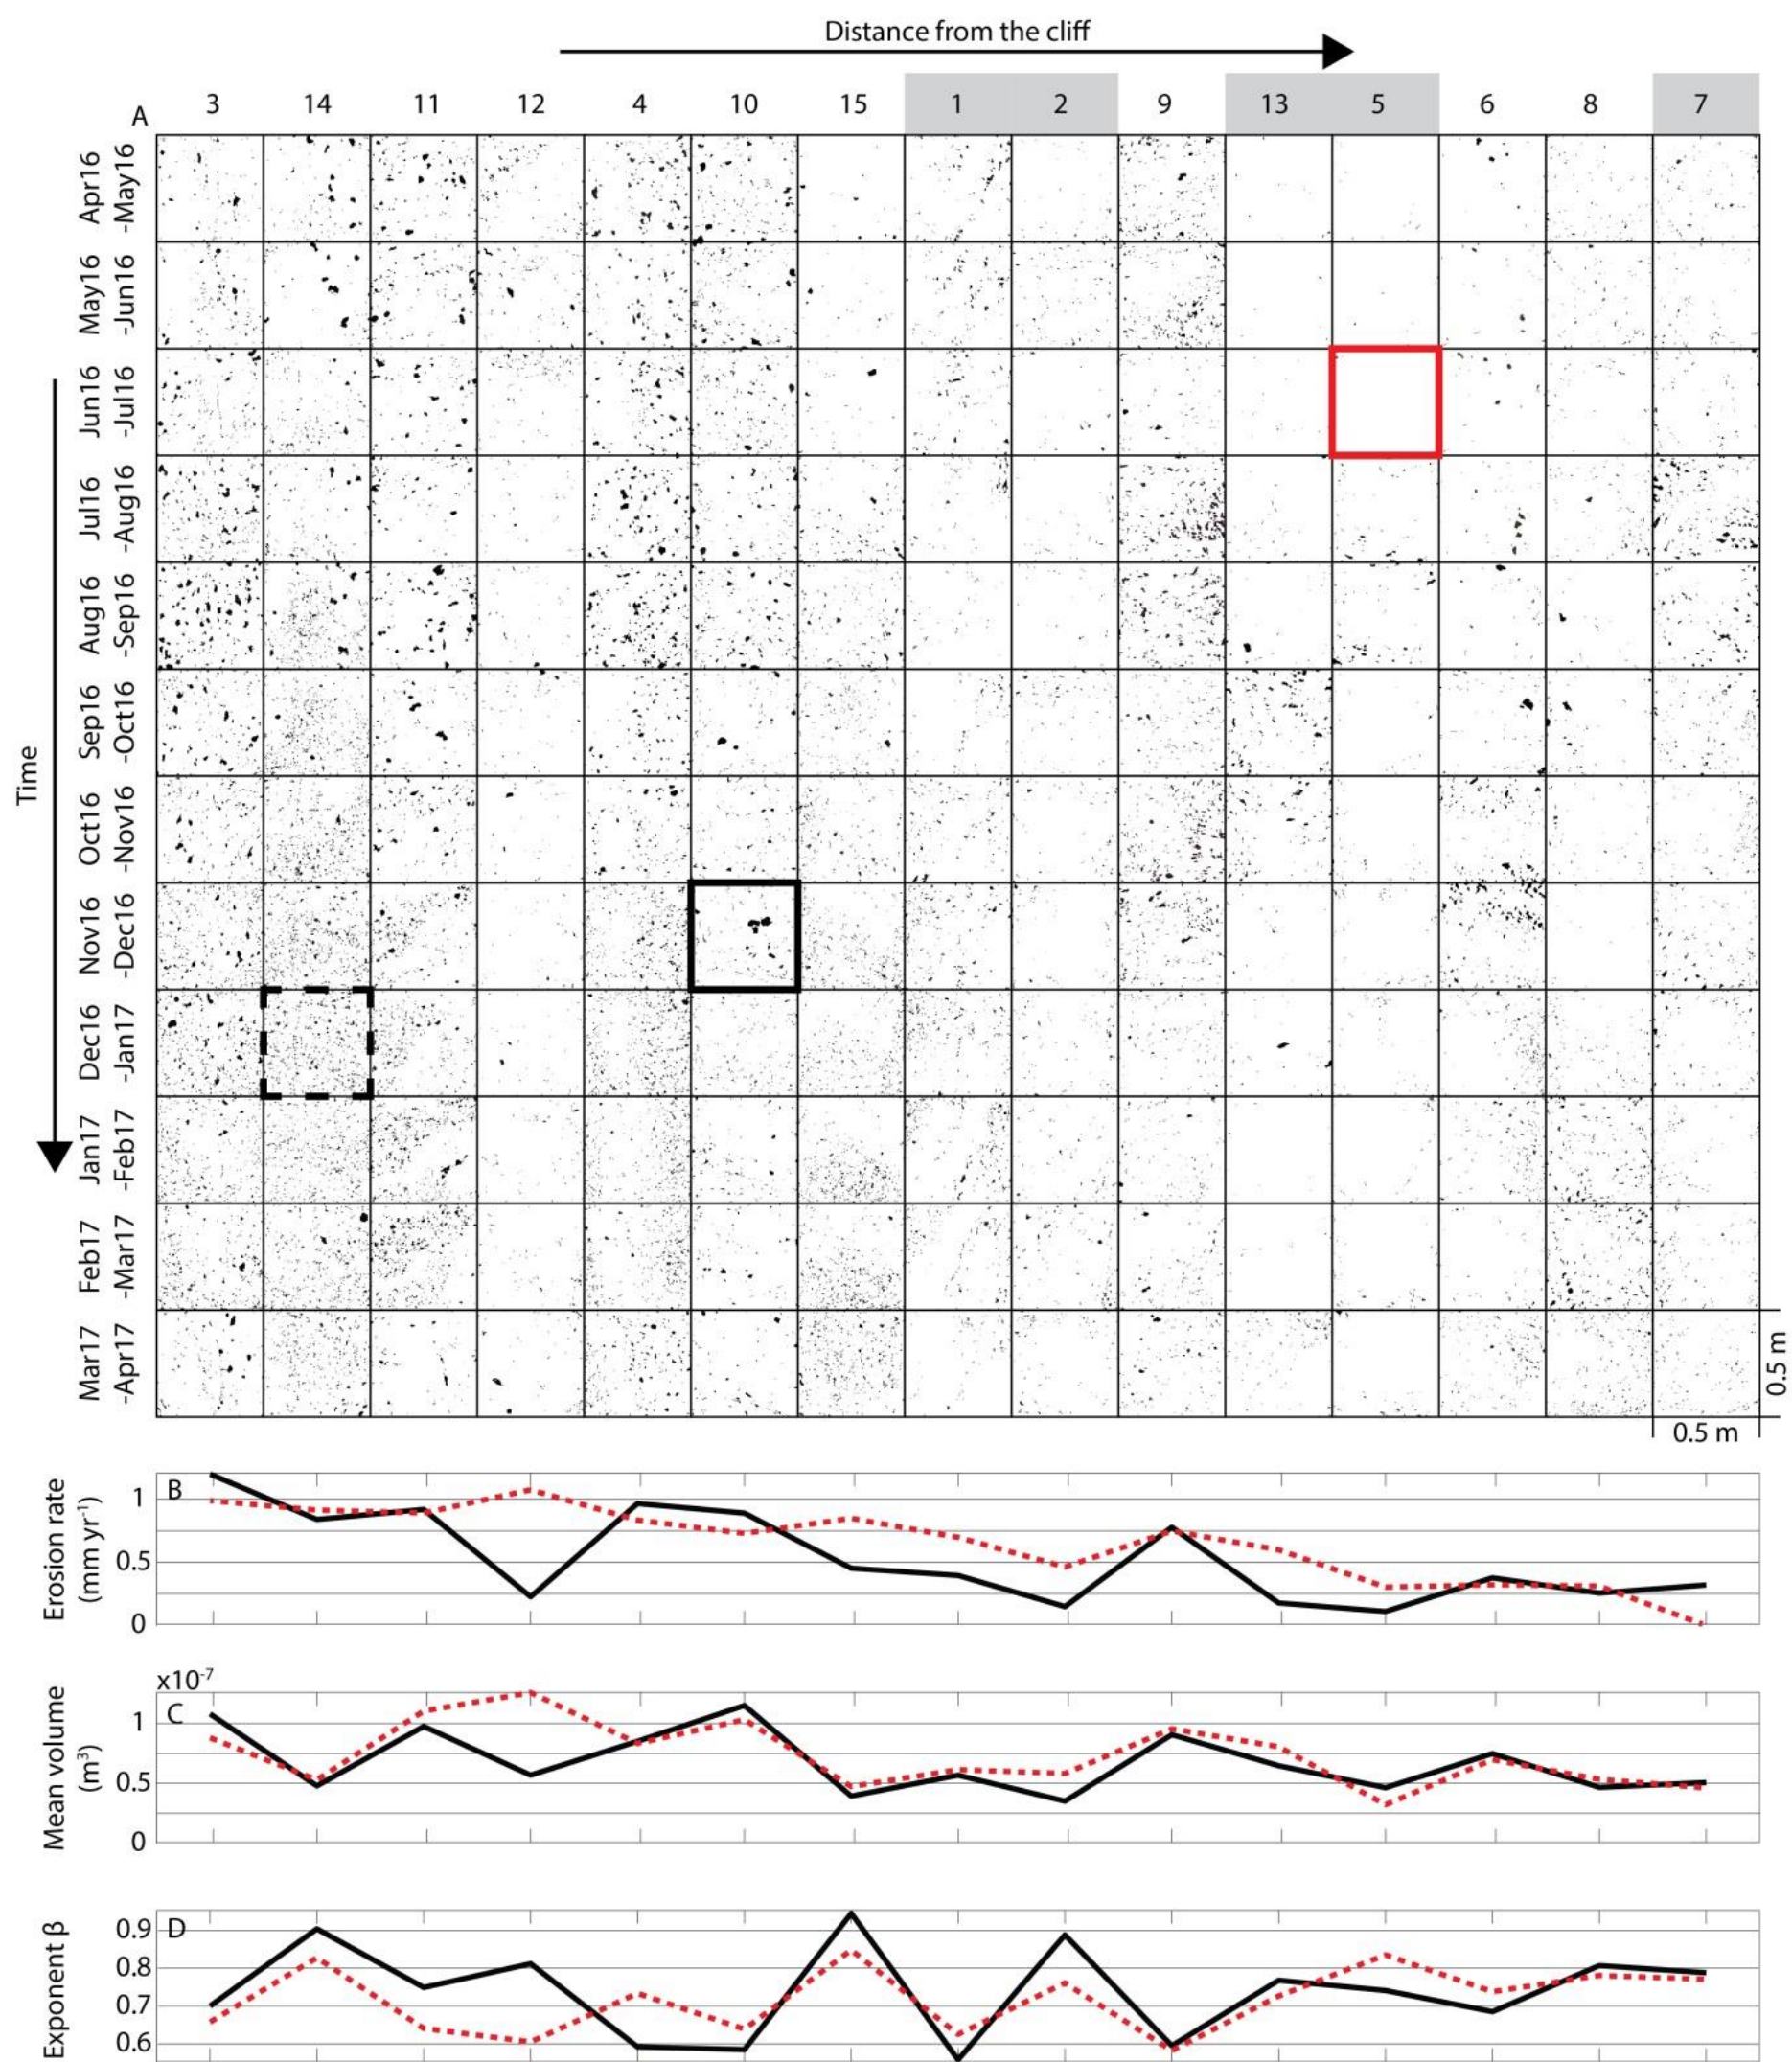 Distance from the cliff
A 3 14 11 12 4 10 15 1 2 9 13 5 6 8 7
Time
Apr16
-May16
May16
-Jun16
Jun16
-Jul16
Jul16
-Aug16
Aug16
-Sep16
Sep16
-Oct16
Oct16
-Nov16
Nov16
-Dec16
Dec16
-Jan17
Jan17
-Feb17
Feb17
-Mar17
Mar17
-Apr17
0.5 m
0.5 m
B
Erosion rate
(mm yr⁻¹)
1
0.5
0
x10⁻⁷
C
Mean volume
(m³)
1
0.5
0
D
Exponent β
0.9
0.8
0.7
0.6